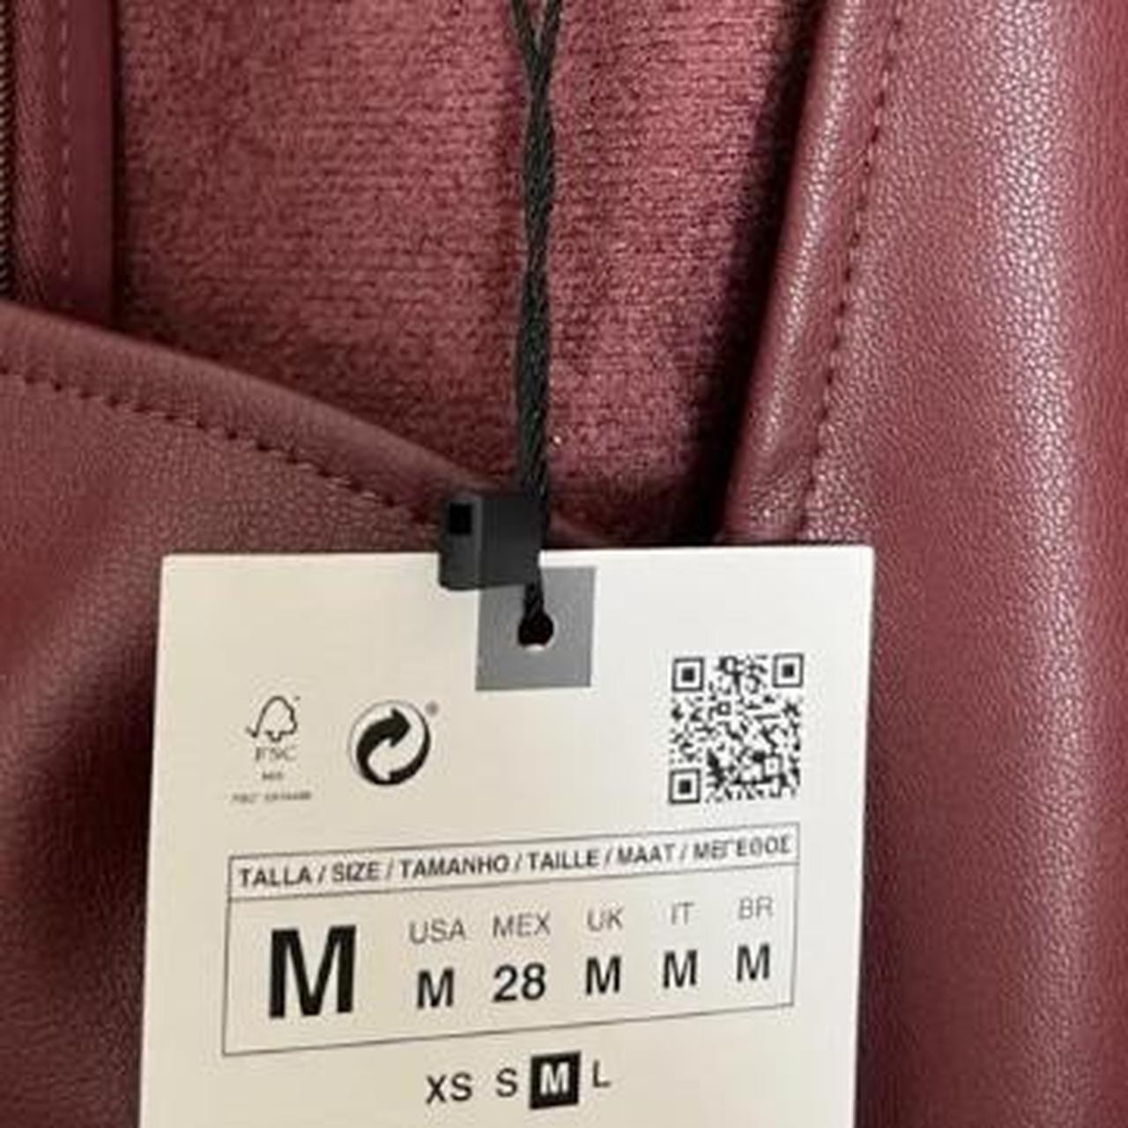 FSC
TALLA / SIZE / TAMANHO / TAILLE / MAAT / ΜΕΓΕΘΟΣ
M
USA MEX UK IT BR
M 28 M M M
XS S M L